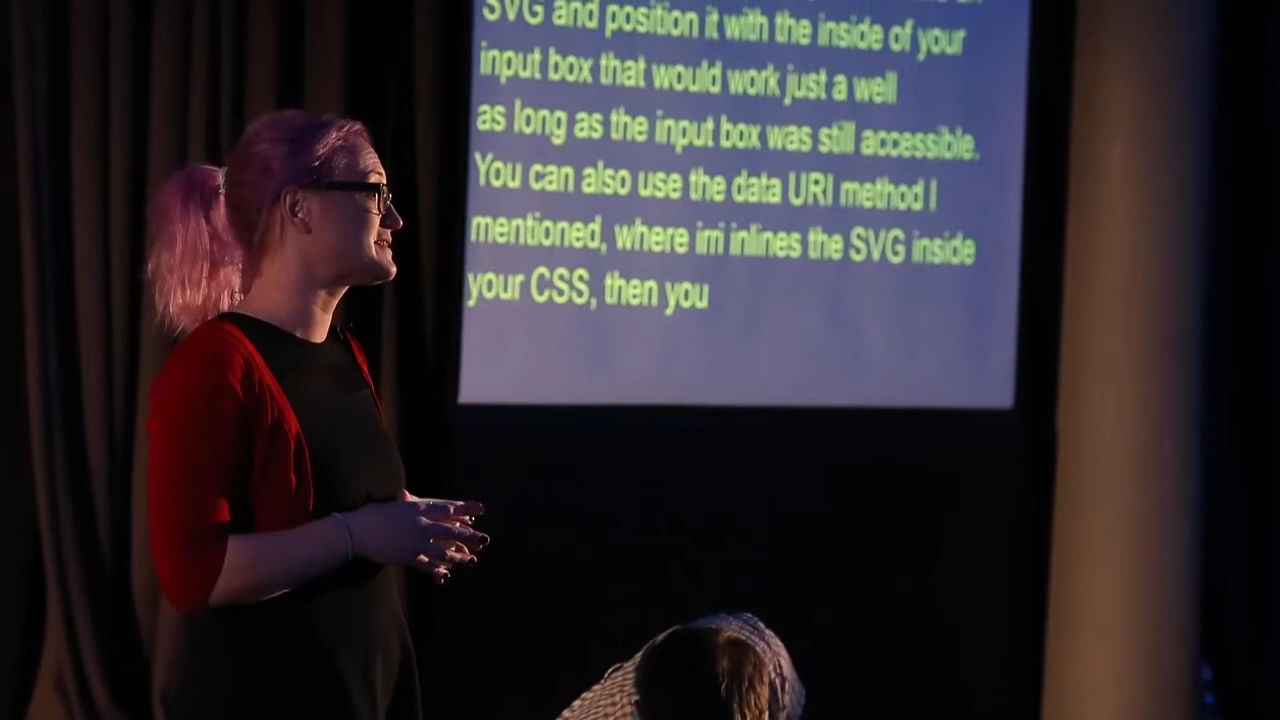 SVG and position it with the inside of your
input box that would work just a well
as long as the input box was still accessible.
You can also use the data URI method I
mentioned, where irri inlines the SVG inside
your CSS, then you